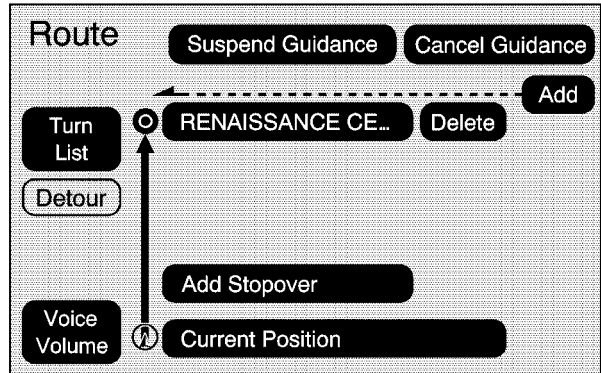 Route
Suspend Guidance
Cancel Guidance
Add
Turn
List
RENAISSANCE CE...
Delete
Detour
Add Stopover
Voice
Volume
Current Position